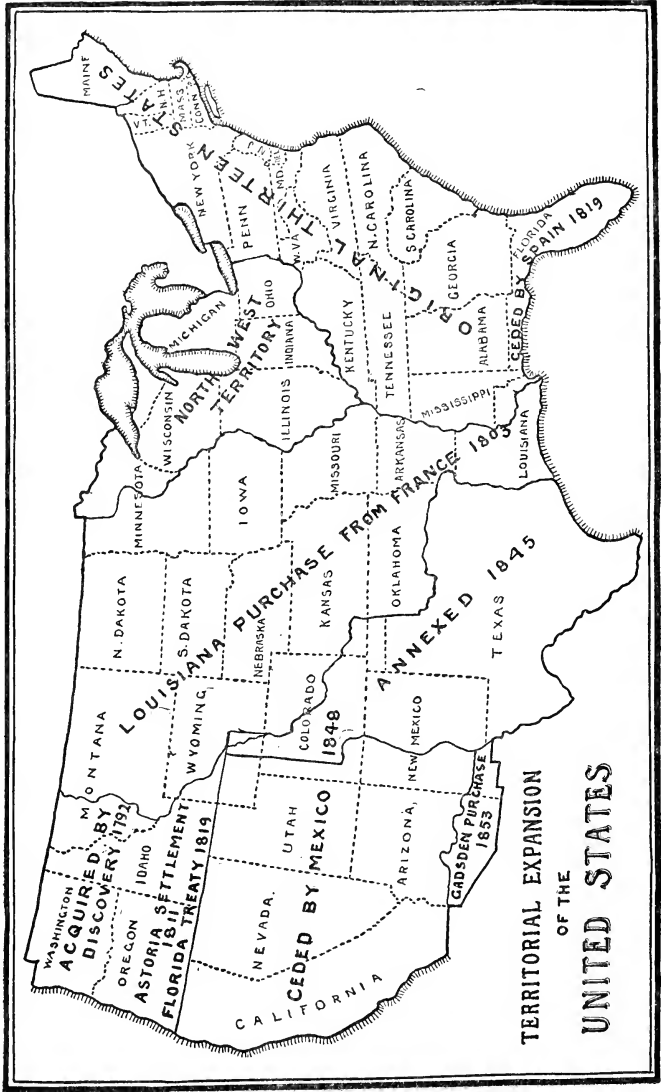 WASHINGTON
ACQUIRED BY
DISCOVERY 1792
OREGON
IDAHO
ASTORIA SETTLEMENT
1811
FLORIDA TREATY 1819
MONTANA
WYOMING
N. DAKOTA
S. DAKOTA
NEBRASKA
KANSAS
LOUISIANA PURCHASE FROM FRANCE 1803
MINNESOTA
IOWA
MISSOURI
ARKANSAS
LOUISIANA
OKLAHOMA
WISCONSIN
MICHIGAN
NORTH WEST
TERRITORY
ILLINOIS
INDIANA
OHIO
KENTUCKY
TENNESSEE
MISSISSIPPI
ALABAMA
GEORGIA
FLORIDA
CEDED BY SPAIN 1819
S CAROLINA
N. CAROLINA
VIRGINIA
W. VA
MD.
DEL
N.J.
PENN
NEW YORK
CONN
MASS
N.H
VT.
MAINE
ORIGINAL THIRTEEN STATES
NEVADA.
CALIFORNIA
UTAH
CEDED BY MEXICO
1848
COLORADO
ARIZONA,
NEW MEXICO
GADSDEN PURCHASE
1853
ANNEXED 1845
TEXAS
TERRITORIAL EXPANSION
OF THE
UNITED STATES